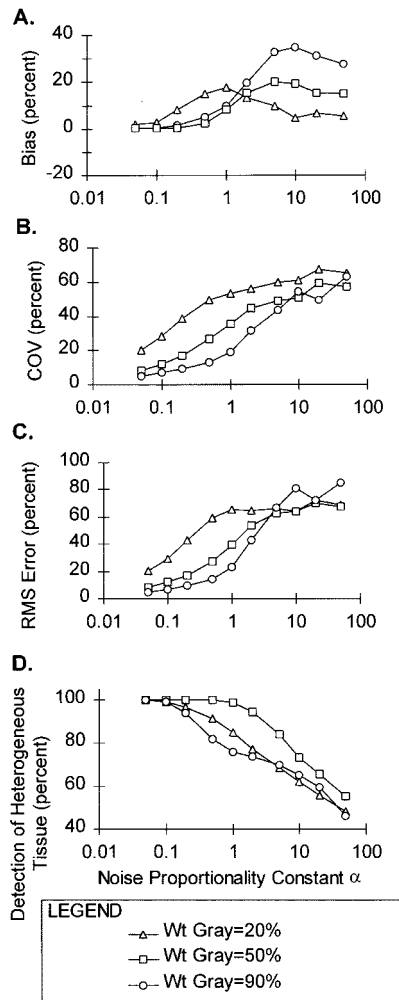 A.
40
20
0
-20
Bias (percent)
0.01 0.1 1 10 100
B.
80
60
40
20
0
COV (percent)
0.01 0.1 1 10 100
C.
100
80
60
40
20
0
RMS Error (percent)
0.01 0.1 1 10 100
D.
100
80
60
40
Detection of Heterogeneous
Tissue (percent)
0.01 0.1 1 10 100
Noise Proportionality Constant α
LEGEND
Wt Gray=20%
Wt Gray=50%
Wt Gray=90%